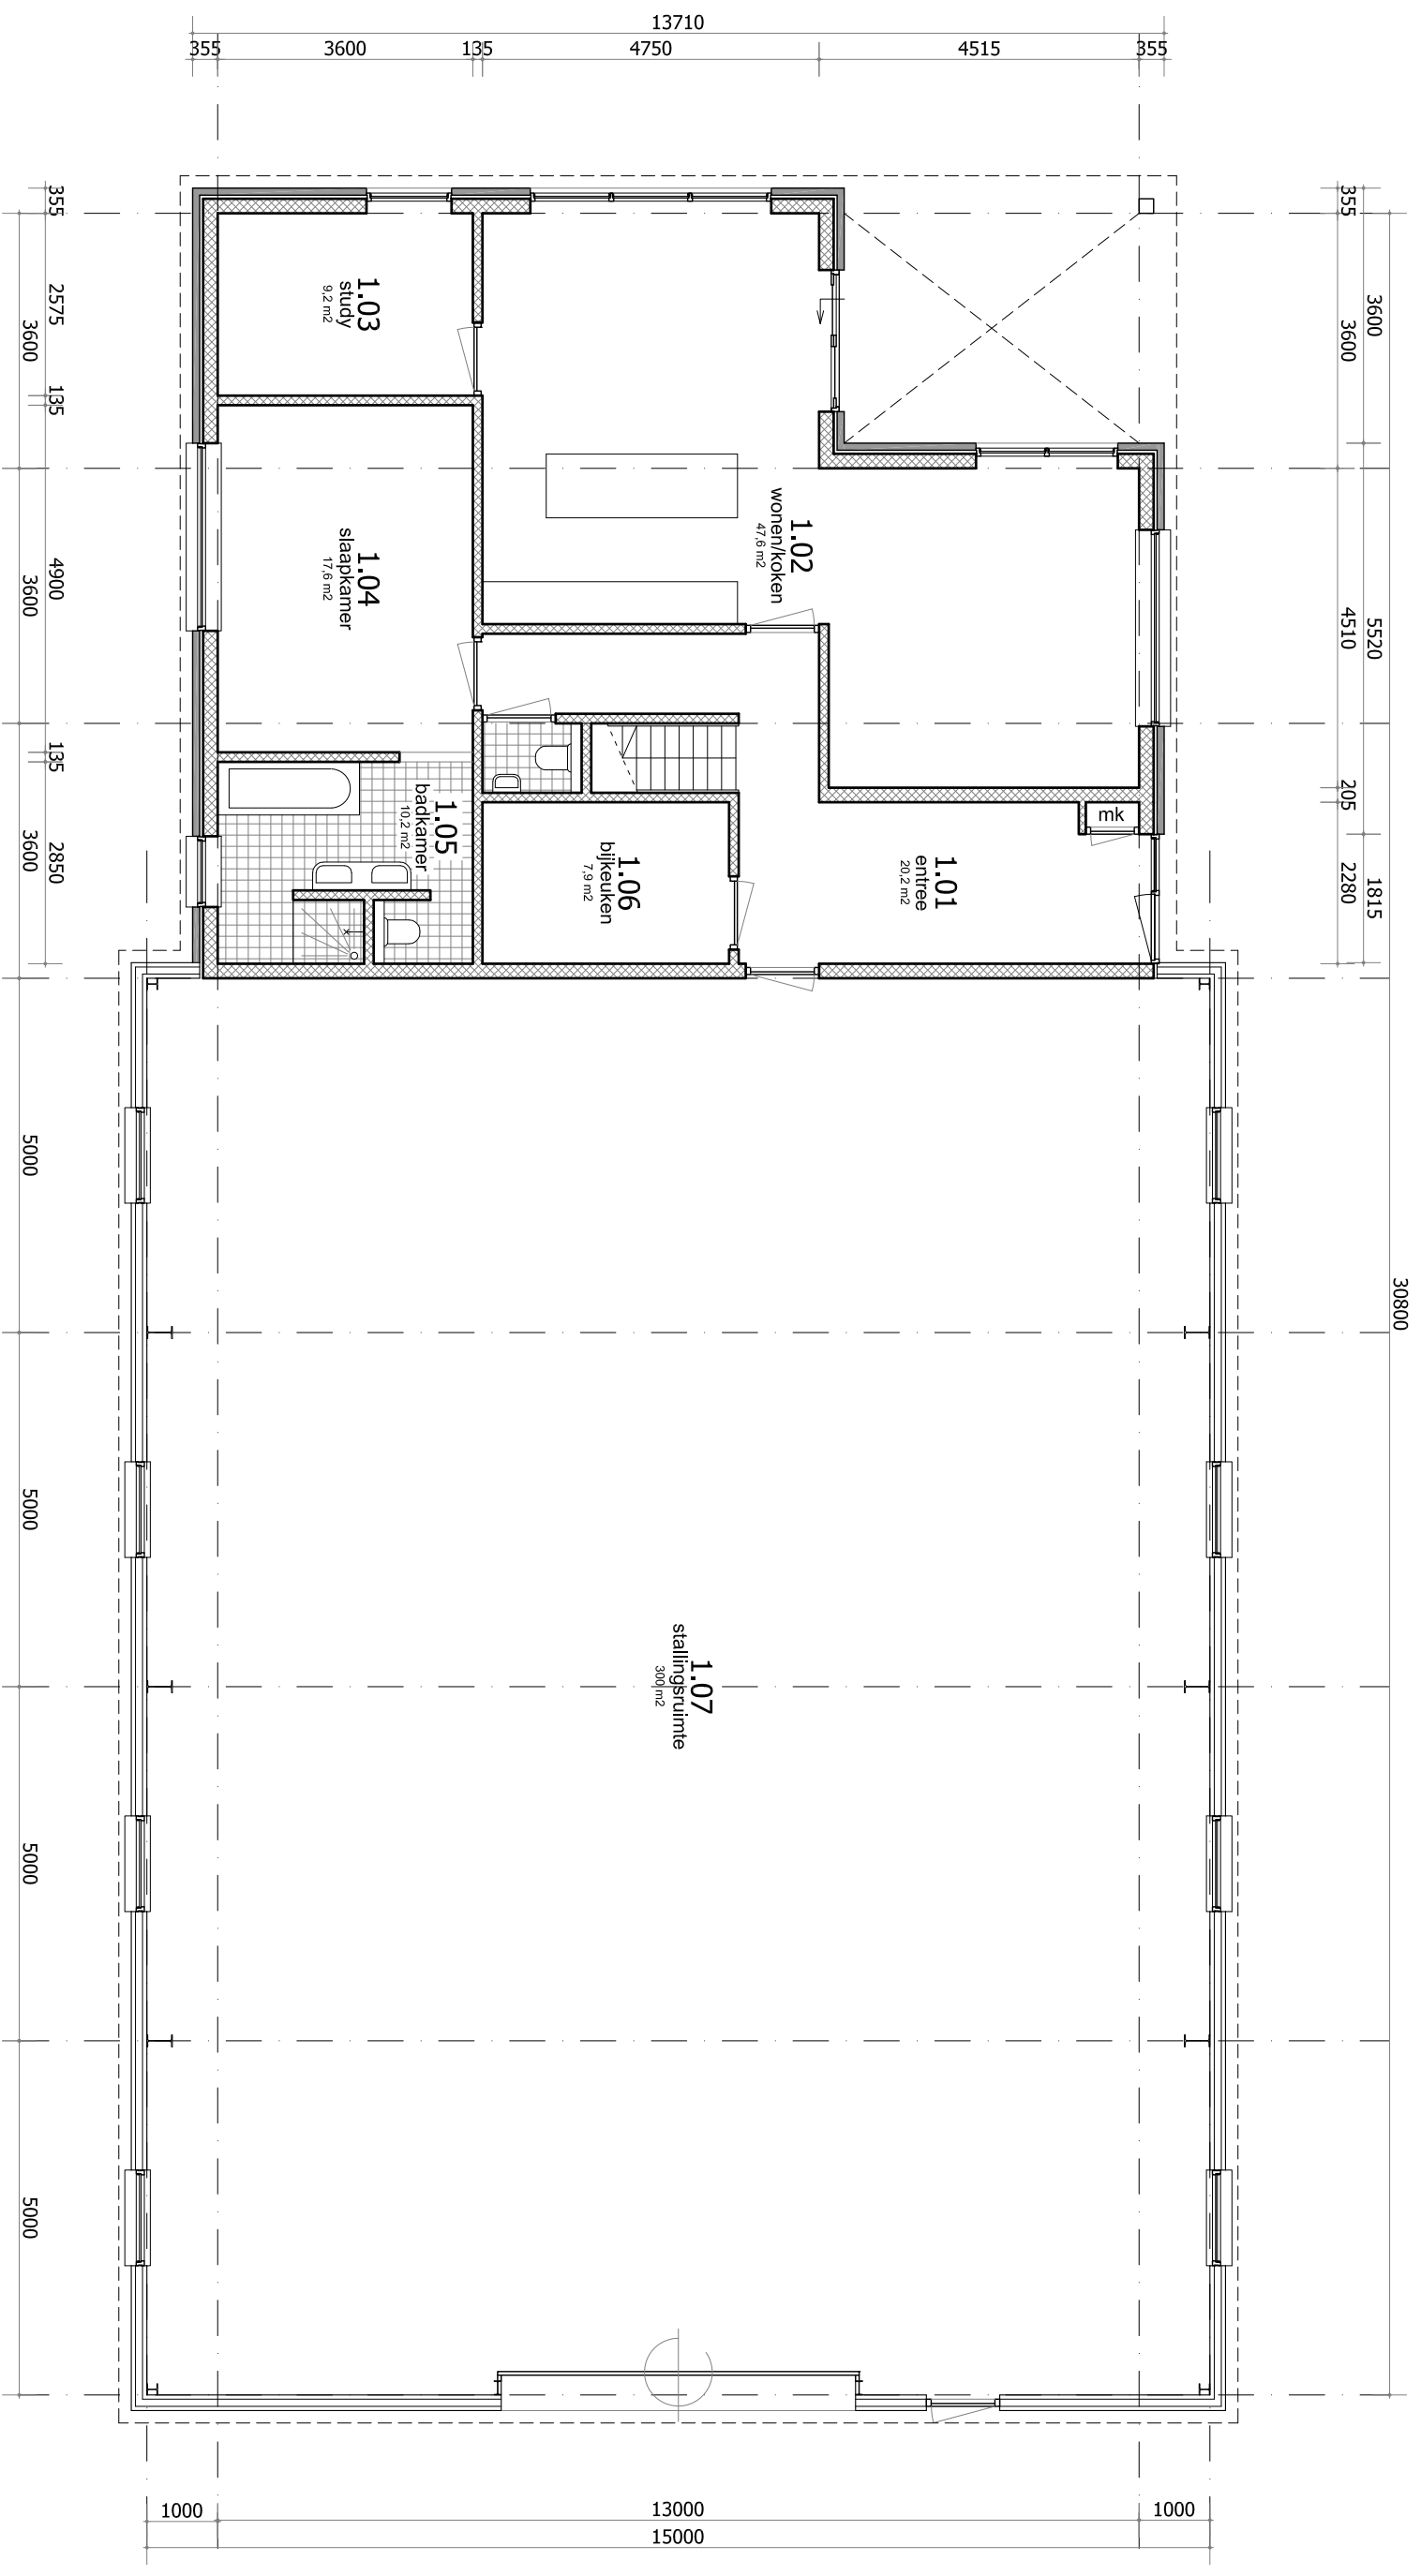 13710
355
3600
135
4750
4515
355
355
2575
135
4900
135
2850
3600
3600
3600
5000
5000
5000
5000
355
3600
4510
205
2280
3600
5520
1815
30800
1.03
study
9,2 m2
1.02
wonen/koken
47,6 m2
1.04
slaapkamer
17,6 m2
1.05
badkamer
10,2 m2
1.06
bijkeuken
7,9 m2
1.01
entree
20,2 m2
mk
1.07
stallingsruimte
300 m2
1000
13000
1000
15000